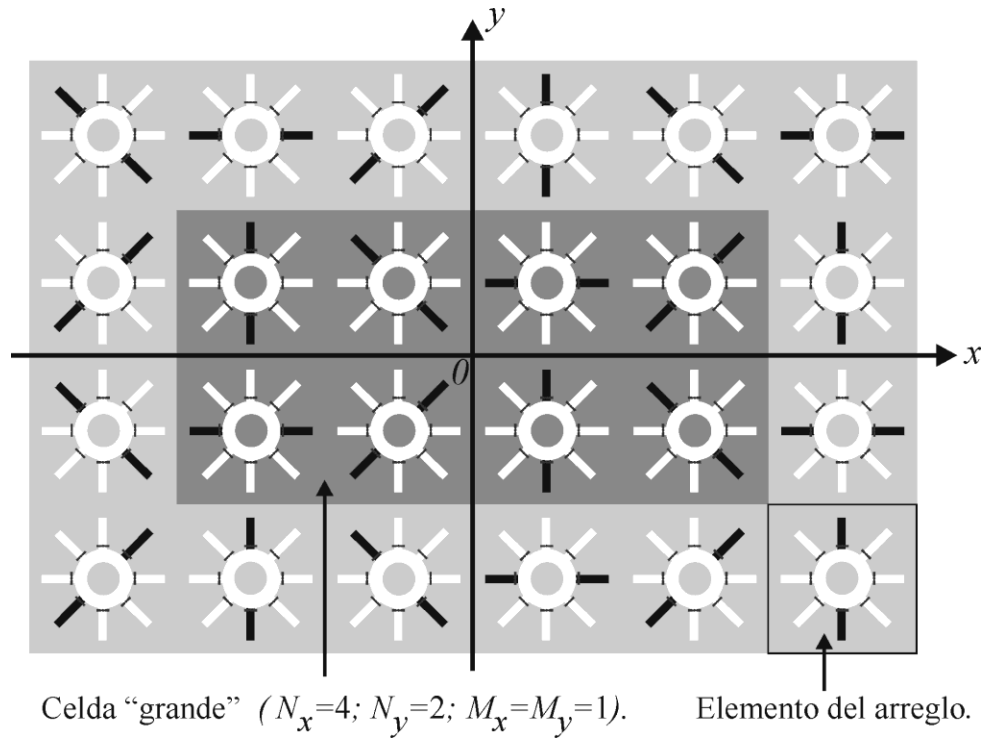 y
x
0
Celda “grande” (Nx=4; Ny=2; Mx=My=1).
Elemento del arreglo.